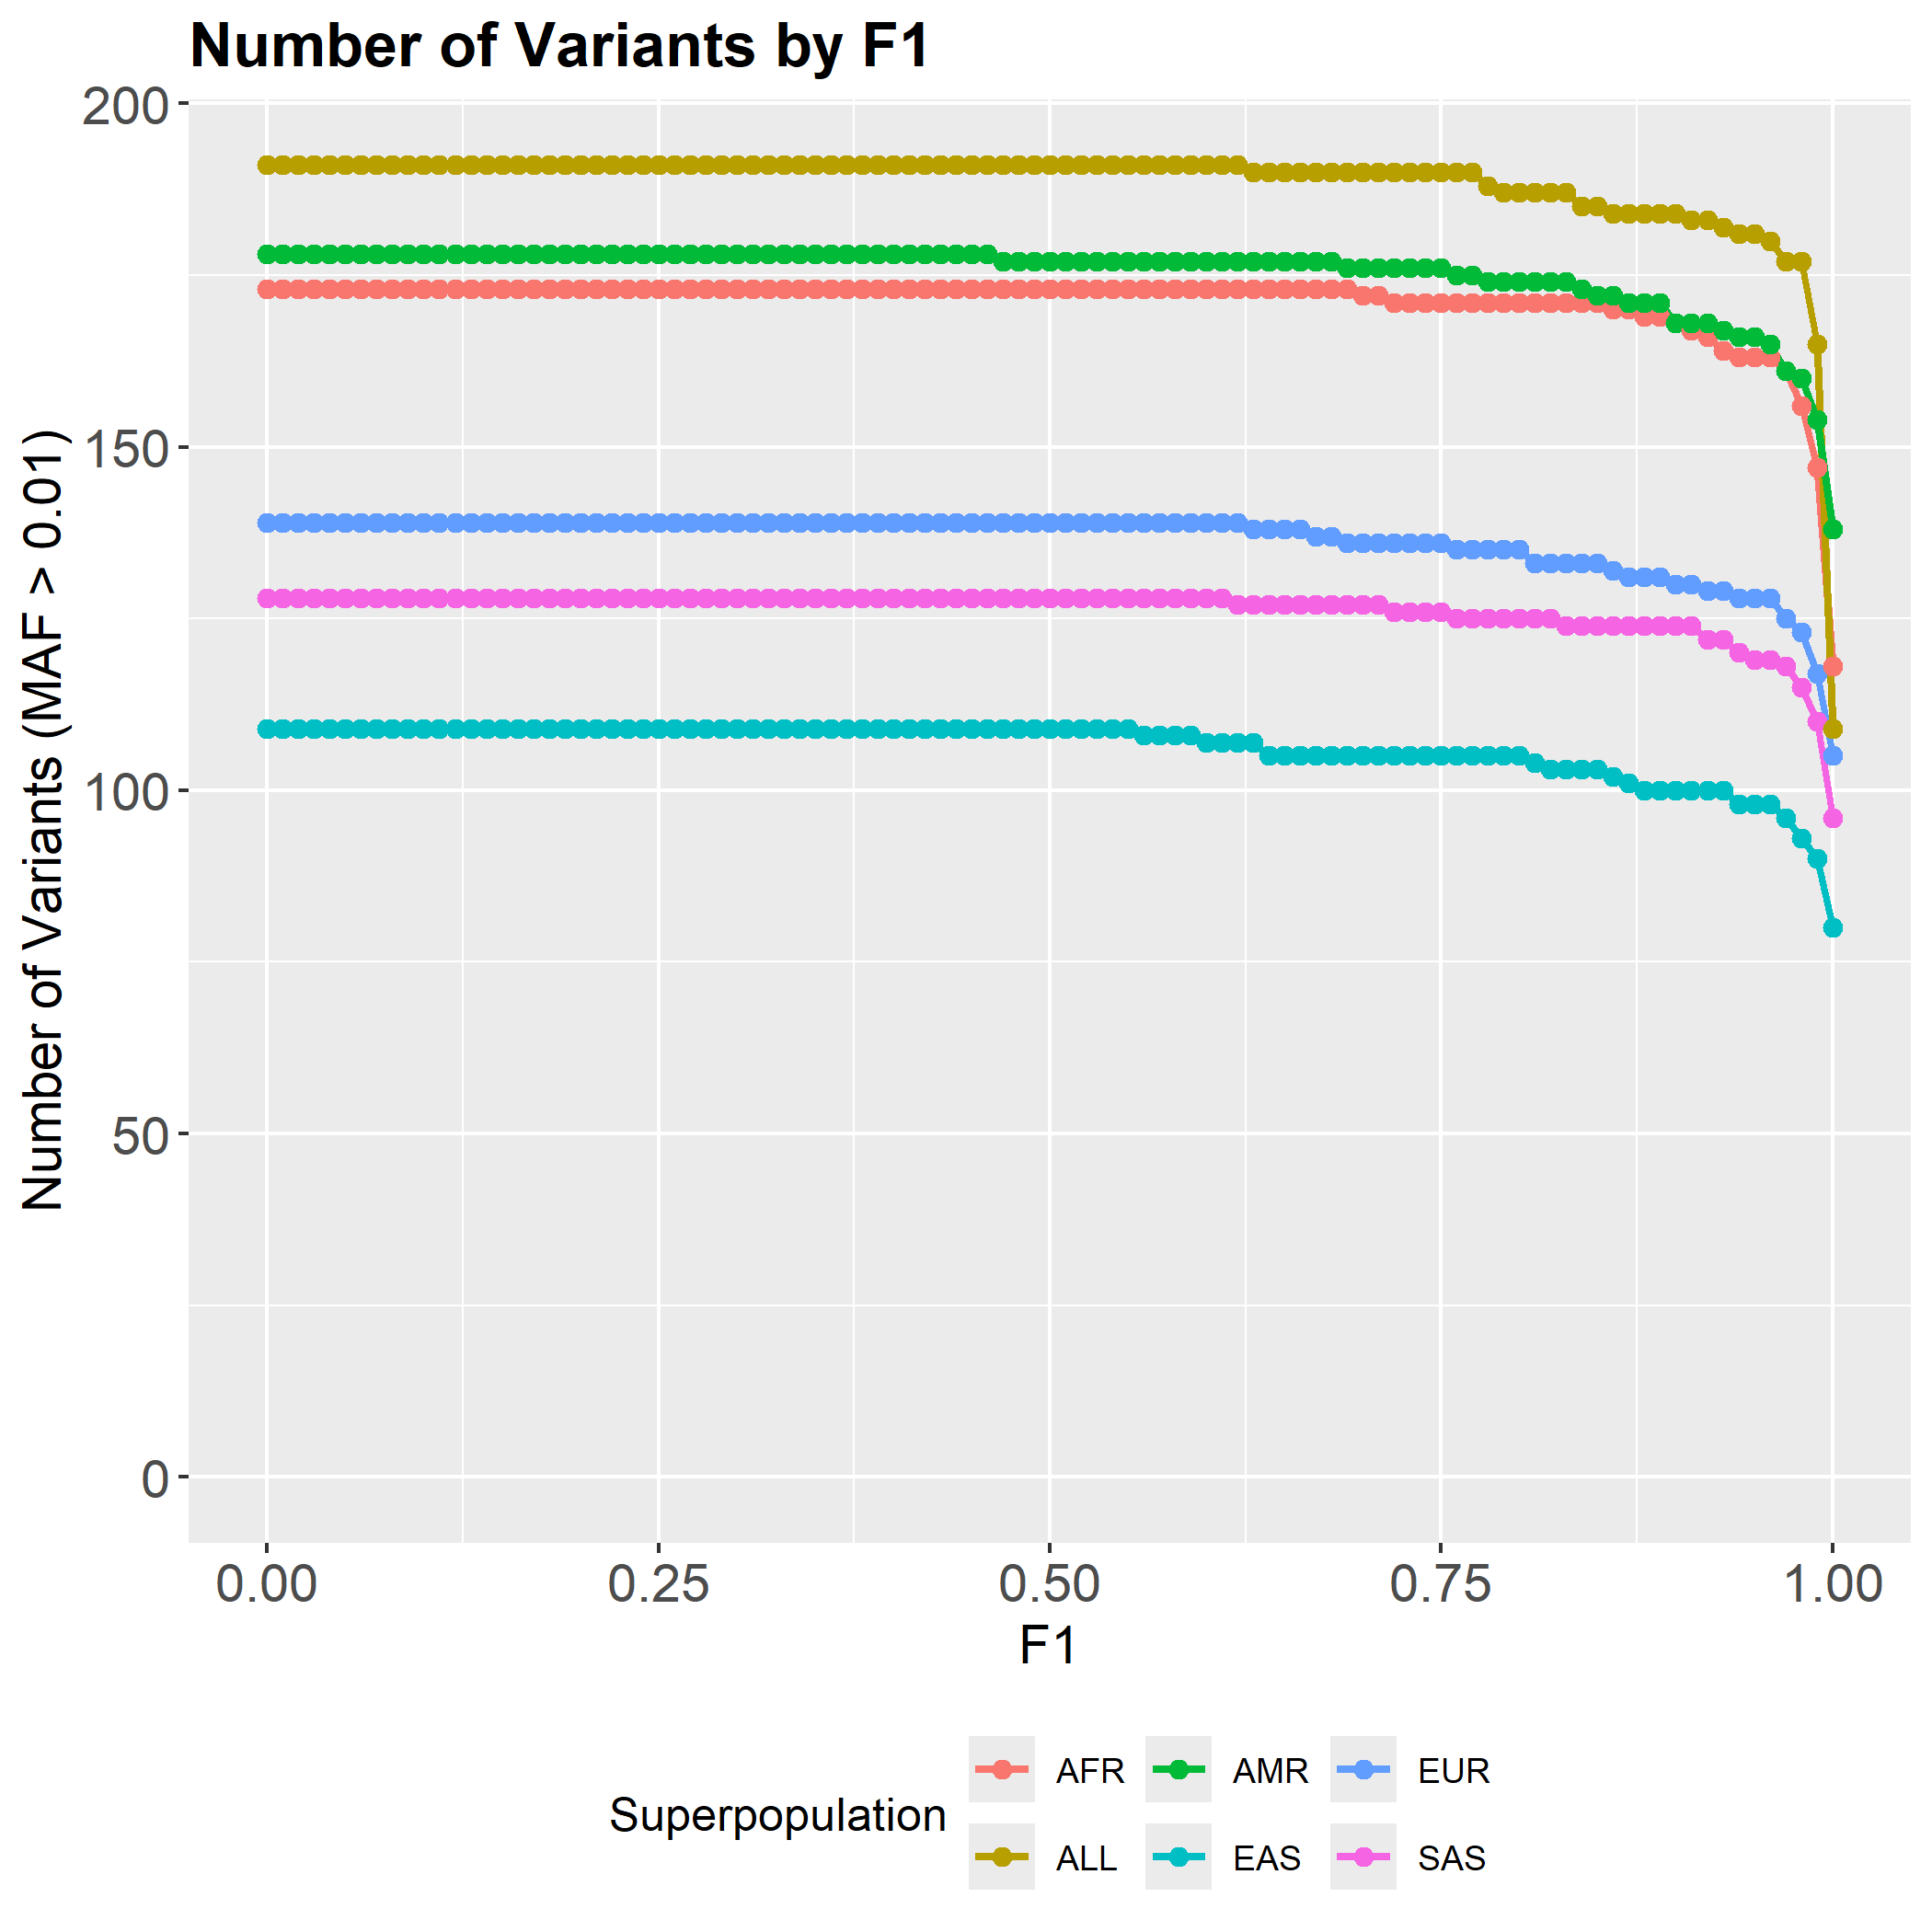 Number of Variants by F1
Number of Variants (MAF > 0.01)
200
150
100
50
0
0.00 0.25 0.50 0.75 1.00
F1
Superpopulation
AFR AMR EUR
ALL EAS SAS